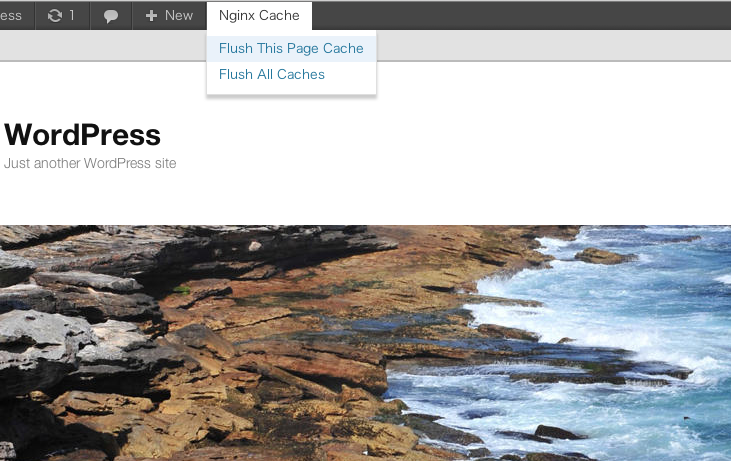 ess 1 New Nginx Cache
Flush This Page Cache
Flush All Caches
WordPress
Just another WordPress site